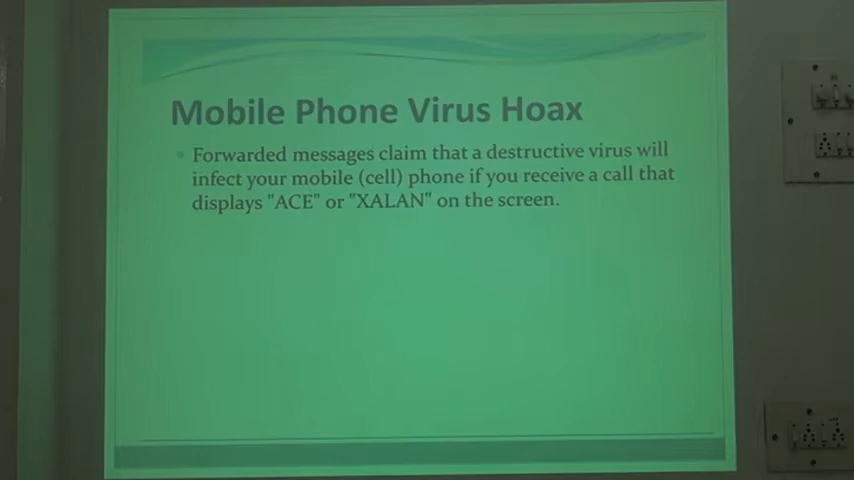 Mobile Phone Virus Hoax
Forwarded messages claim that a destructive virus will
infect your mobile (cell) phone if you receive a call that
displays "ACE" or "XALAN" on the screen.